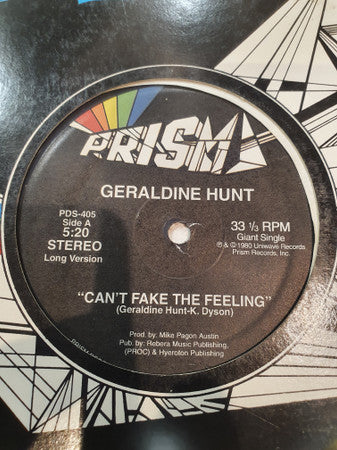 PRISM
GERALDINE HUNT
PDS-405
Side A
5:20
STEREO
Long Version
33 1/3 RPM
Giant Single
℗ & © 1980 Uniwave Records
Prism Records, Inc.
"CAN'T FAKE THE FEELING"
(Geraldine Hunt-K. Dyson)
Prod. by: Mike Pagon Austin
Pub. by: Rebera Music Publishing,
(PROC) & Hyeroton Publishing